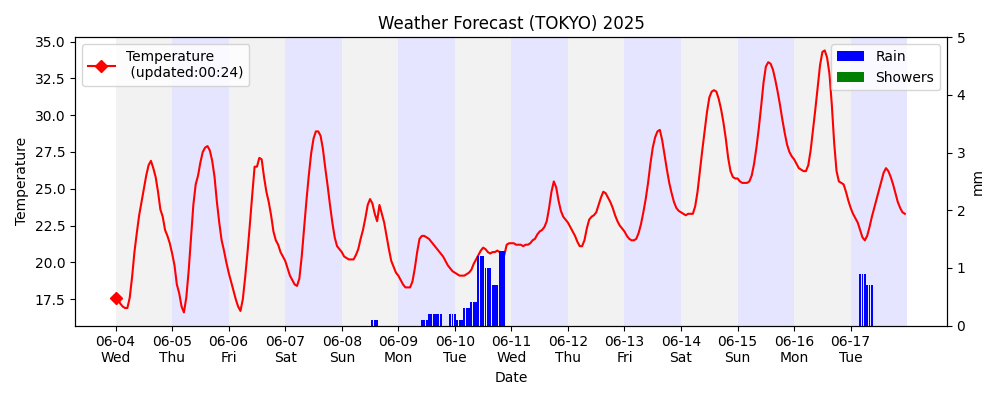 Weather Forecast (TOKYO) 2025
Temperature
(updated:00:24)
Rain
Showers
35.0
32.5
30.0
27.5
25.0
22.5
20.0
17.5
Temperature
5
4
3
2
1
0
mm
06-04 06-05 06-06 06-07 06-08 06-09 06-10 06-11 06-12 06-13 06-14 06-15 06-16 06-17
Wed Thu Fri Sat Sun Mon Tue Wed Thu Fri Sat Sun Mon Tue
Date